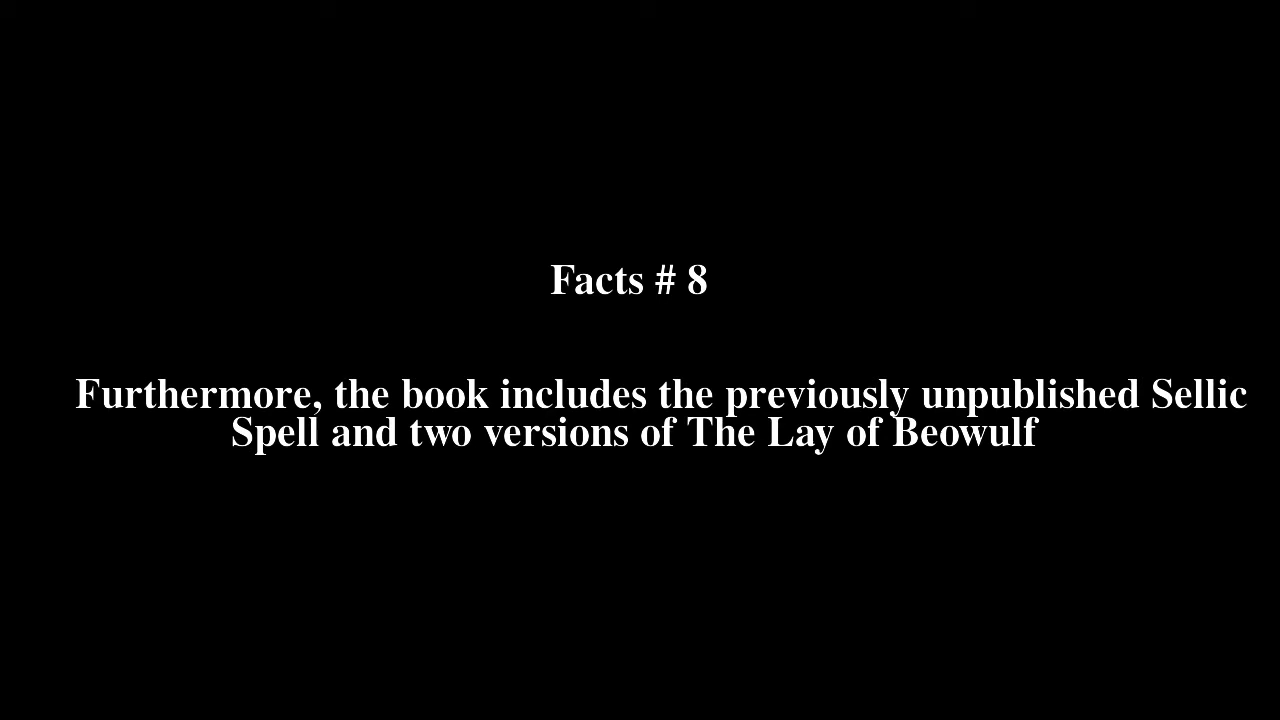 Facts # 8
Furthermore, the book includes the previously unpublished Sellic
Spell and two versions of The Lay of Beowulf